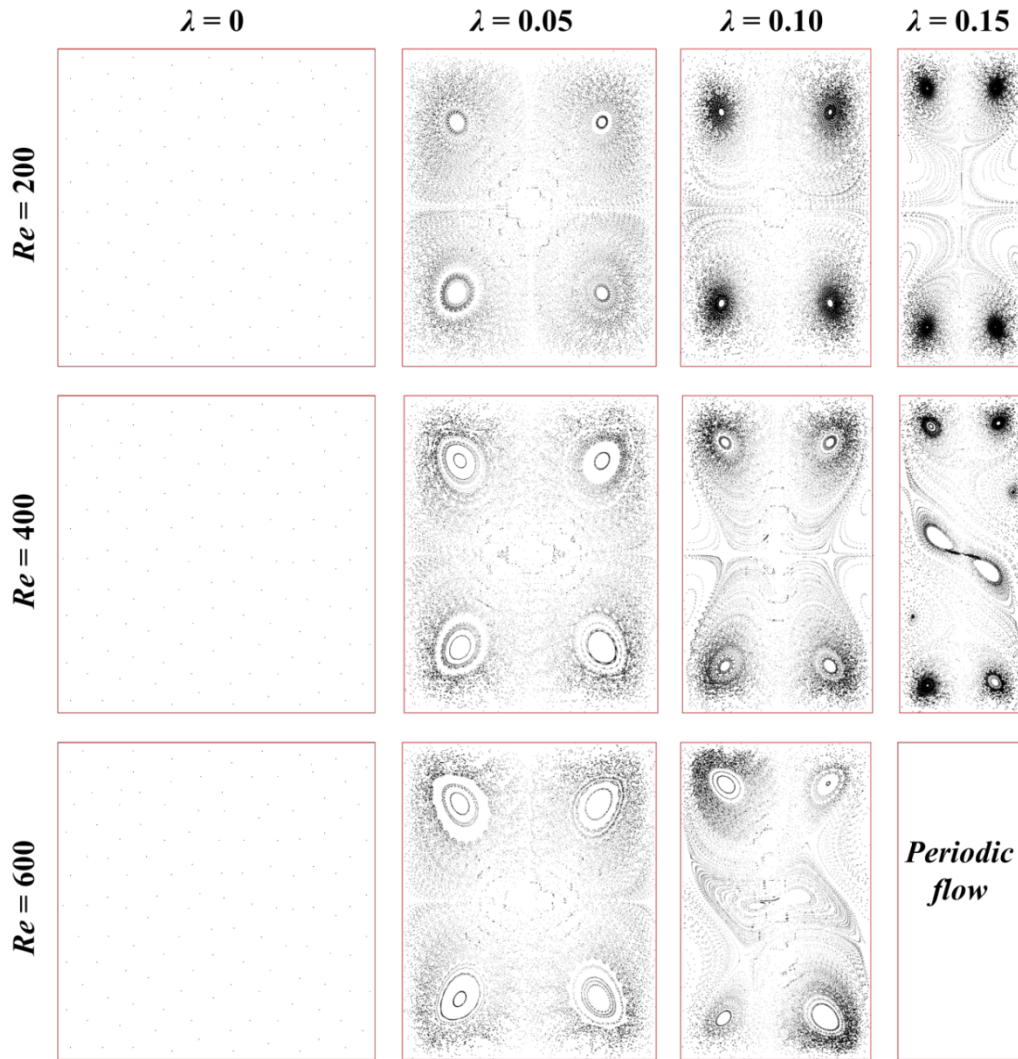 λ = 0
λ = 0.05
λ = 0.10
λ = 0.15
Re = 200
Re = 400
Re = 600
Periodic
flow